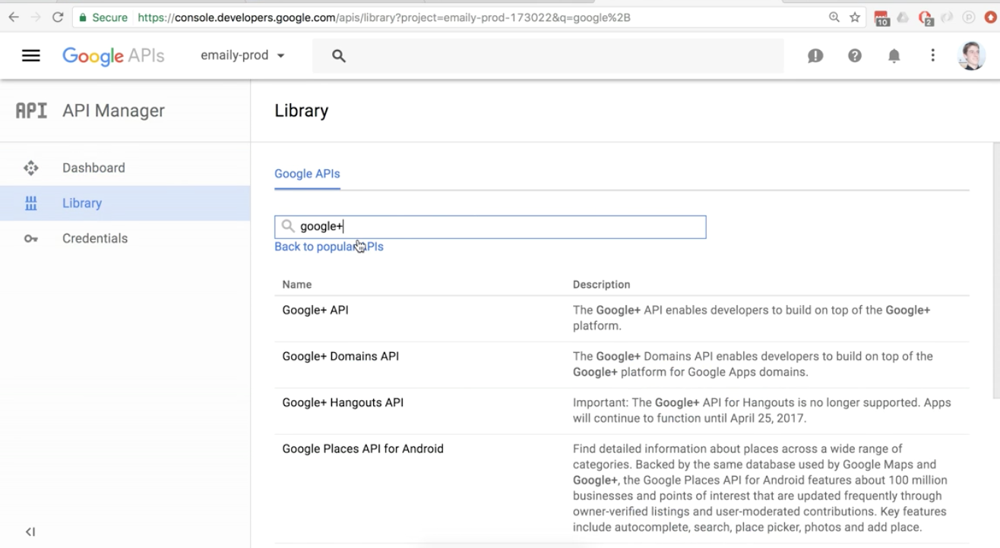 Secure https://console.developers.google.com/apis/library?project=emaily-prod-173022&q=google%2B
10
2
Google APIs
emaily-prod
API API Manager
Library
Dashboard
Library
Credentials
Google APIs
google+
Back to popular APIs
Name Description
Google+ API
The Google+ API enables developers to build on top of the Google+
platform.
Google+ Domains API
The Google+ Domains API enables developers to build on top of the
Google+ platform for Google Apps domains.
Google+ Hangouts API
Important: The Google+ API for Hangouts is no longer supported. Apps
will continue to function until April 25, 2017.
Google Places API for Android
Find detailed information about places across a wide range of
categories. Backed by the same database used by Google Maps and
Google+, the Google Places API for Android features about 100 million
businesses and points of interest that are updated frequently through
owner-verified listings and user-moderated contributions. Key features
include autocomplete, search, place picker, photos and add place.